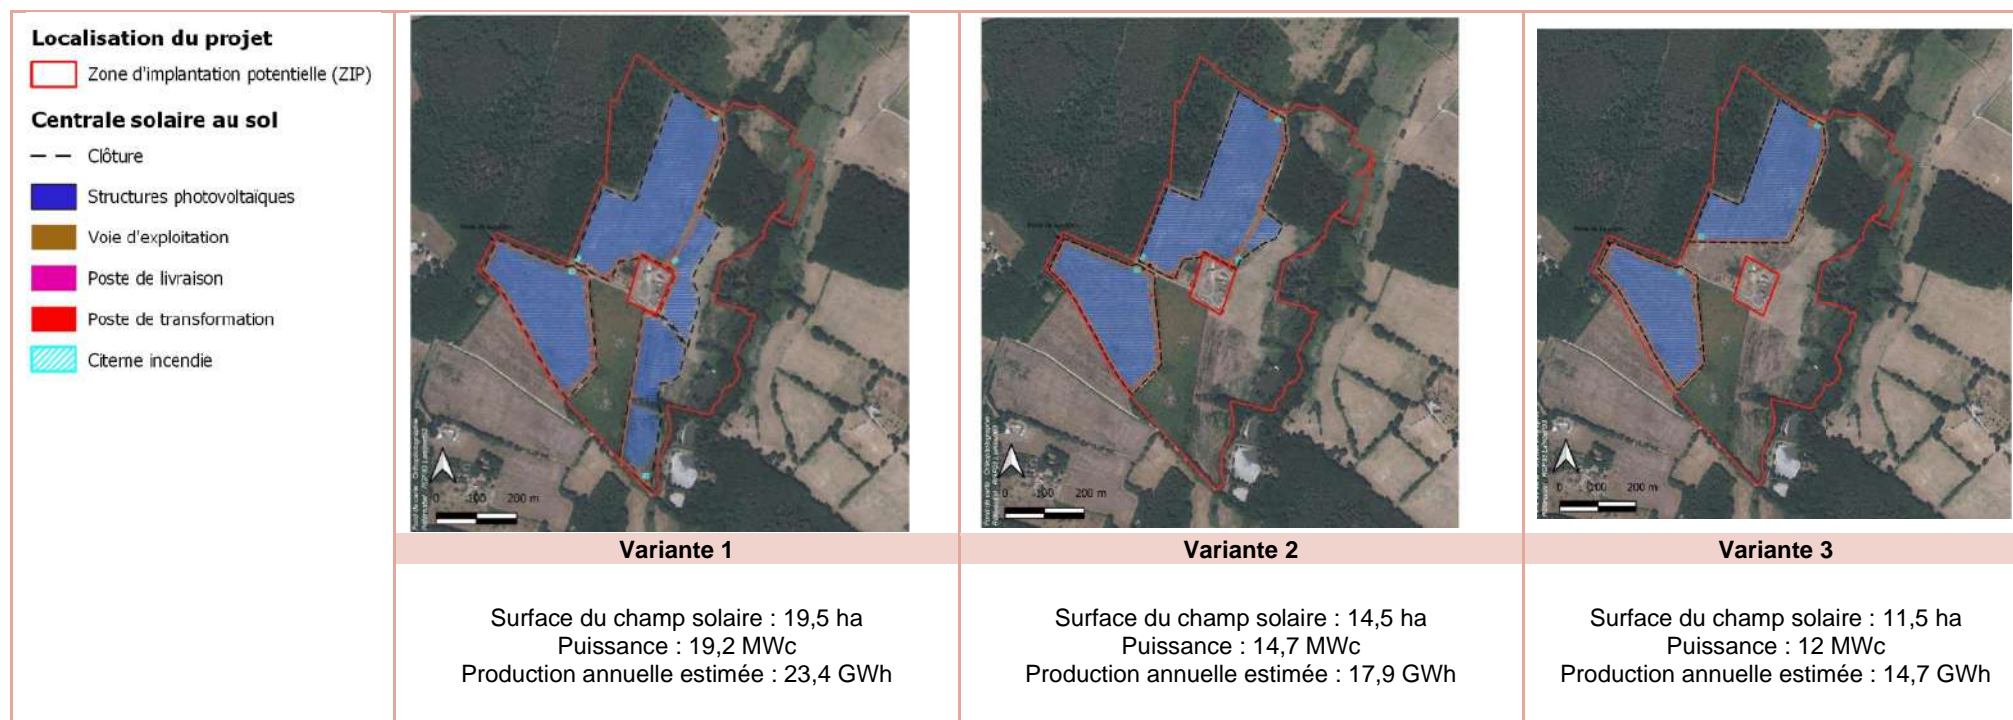 Localisation du projet
Zone d'implantation potentielle (ZIP)
Centrale solaire au sol
Clôture
Structures photovoltaïques
Voie d'exploitation
Poste de livraison
Poste de transformation
Citerne incendie
0 100 200 m
0 100 200 m
0 100 200 m
Variante 1
Variante 2
Variante 3
Surface du champ solaire : 19,5 ha
Puissance : 19,2 MWc
Production annuelle estimée : 23,4 GWh
Surface du champ solaire : 14,5 ha
Puissance : 14,7 MWc
Production annuelle estimée : 17,9 GWh
Surface du champ solaire : 11,5 ha
Puissance : 12 MWc
Production annuelle estimée : 14,7 GWh